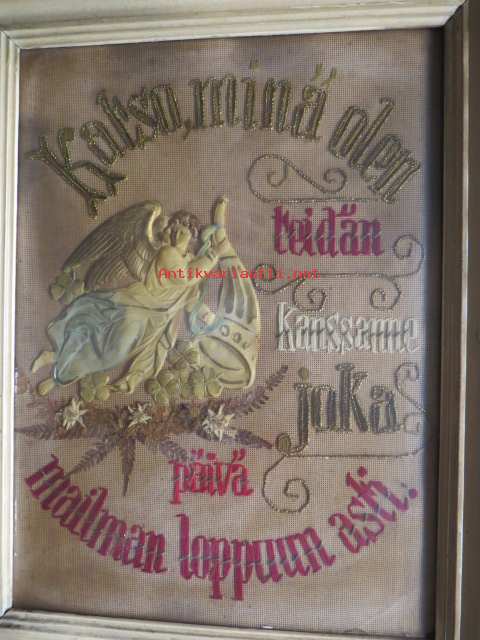 Katso, minä olen
teidän
Antikvariaatti.net
kanssanne
joka
päivä
mailman loppuun asti.